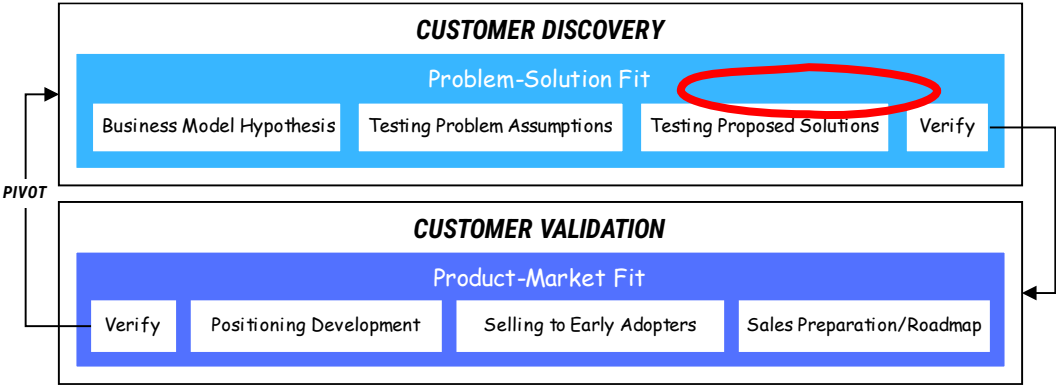 CUSTOMER DISCOVERY
Problem-Solution Fit
Business Model Hypothesis
Testing Problem Assumptions
Testing Proposed Solutions
Verify
PIVOT
CUSTOMER VALIDATION
Product-Market Fit
Verify
Positioning Development
Selling to Early Adopters
Sales Preparation/Roadmap